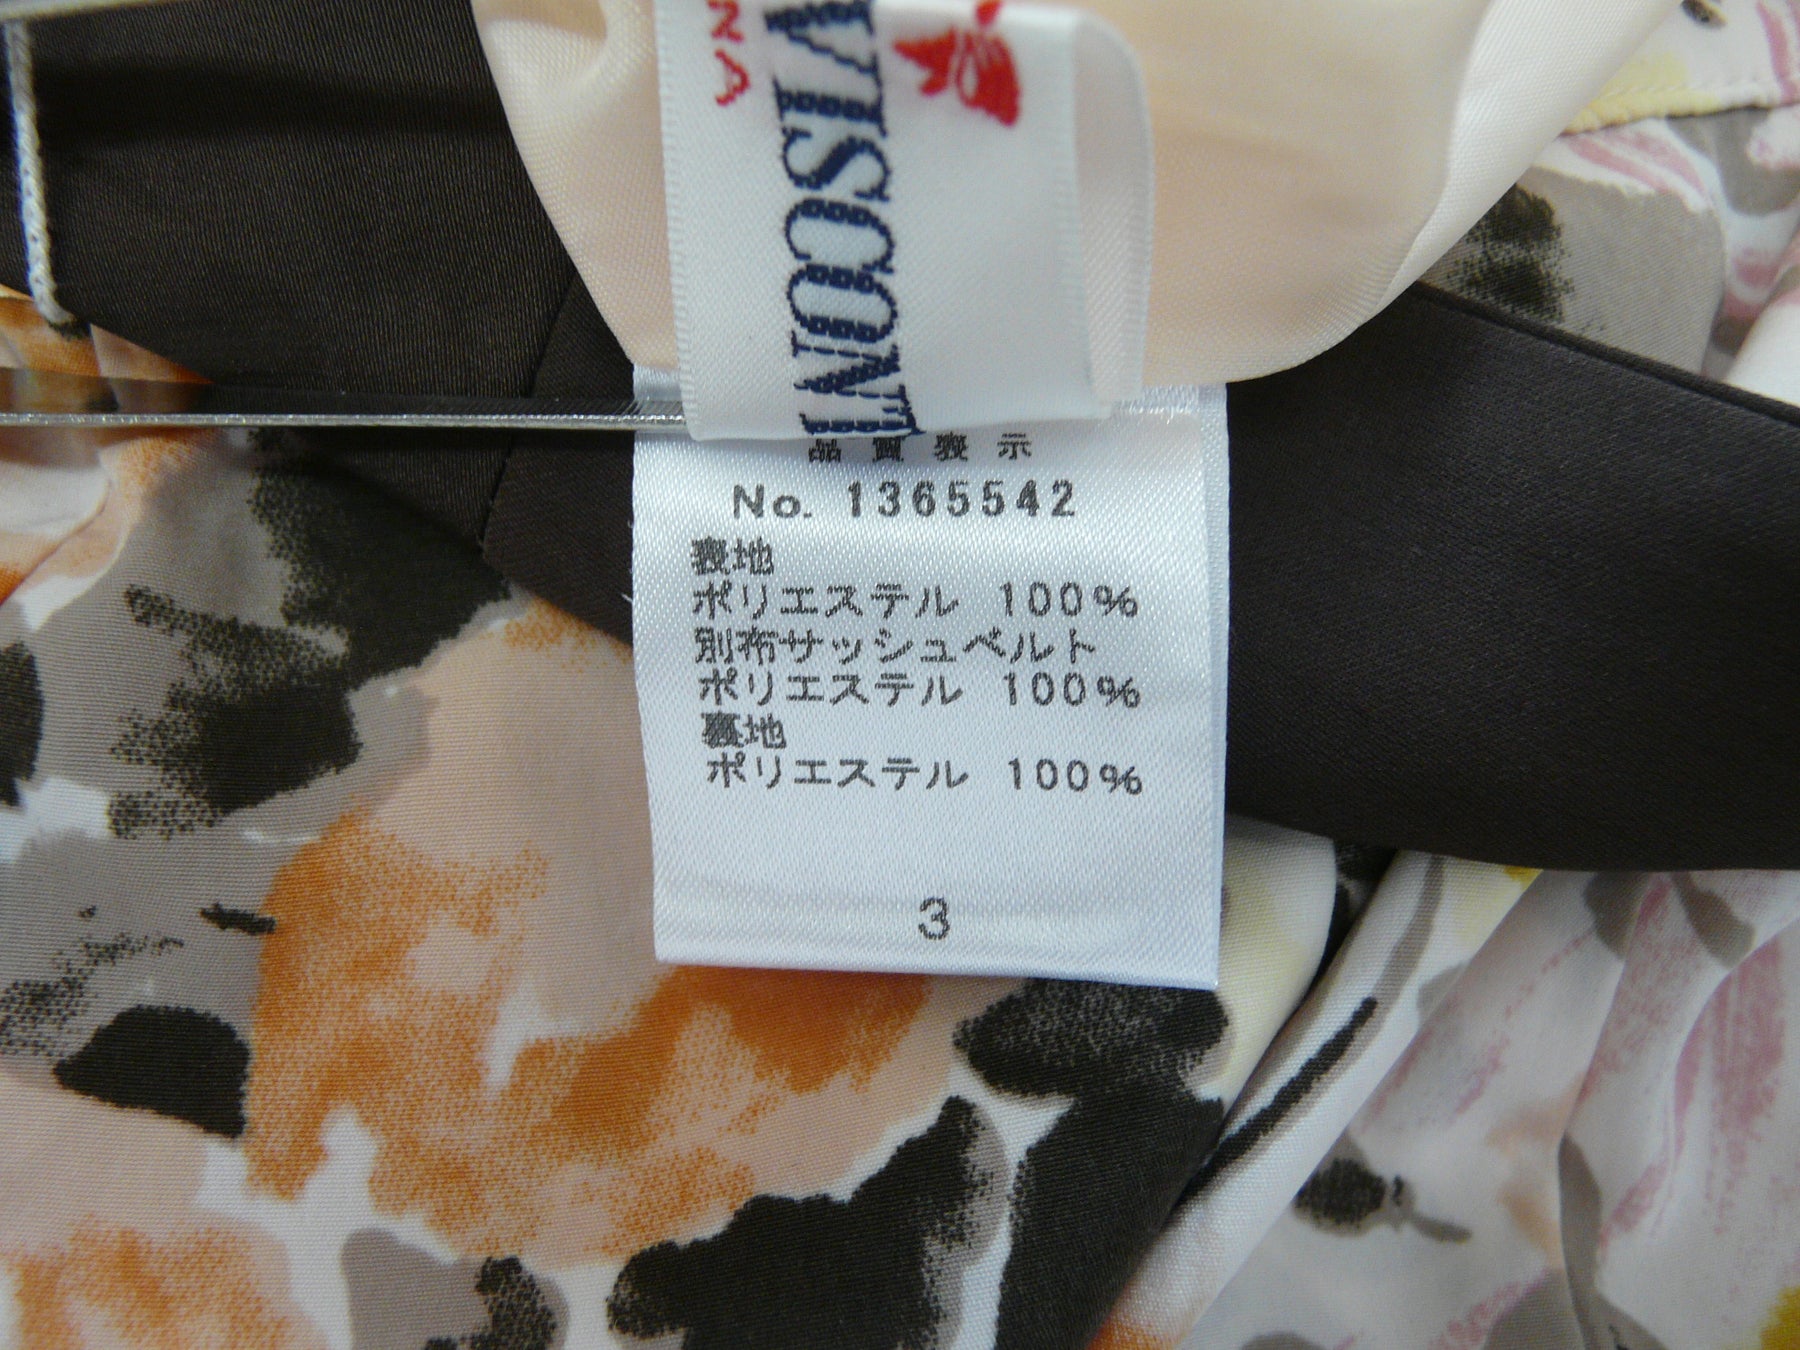 VISCONT
NA
品質表示
No. 1365542
表地
ポリエステル 100%
別布サッシュベルト
ポリエステル 100%
裏地
ポリエステル 100%
3